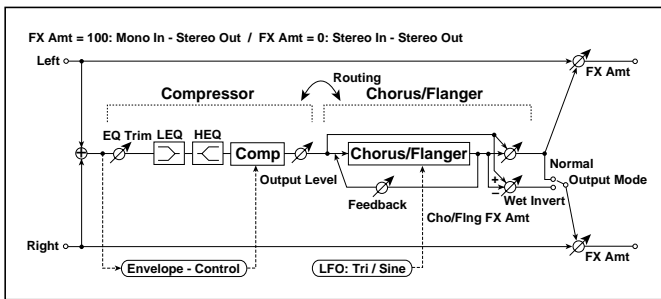 FX Amt = 100: Mono In - Stereo Out / FX Amt = 0: Stereo In - Stereo Out
Left
FX Amt
Routing
Compressor
Chorus/Flanger
EQ Trim
LEQ
HEQ
Comp
Chorus/Flanger
Normal
Output Mode
Output Level
+
−
Wet Invert
Feedback
Cho/Flng FX Amt
Right
FX Amt
Envelope - Control
LFO: Tri / Sine